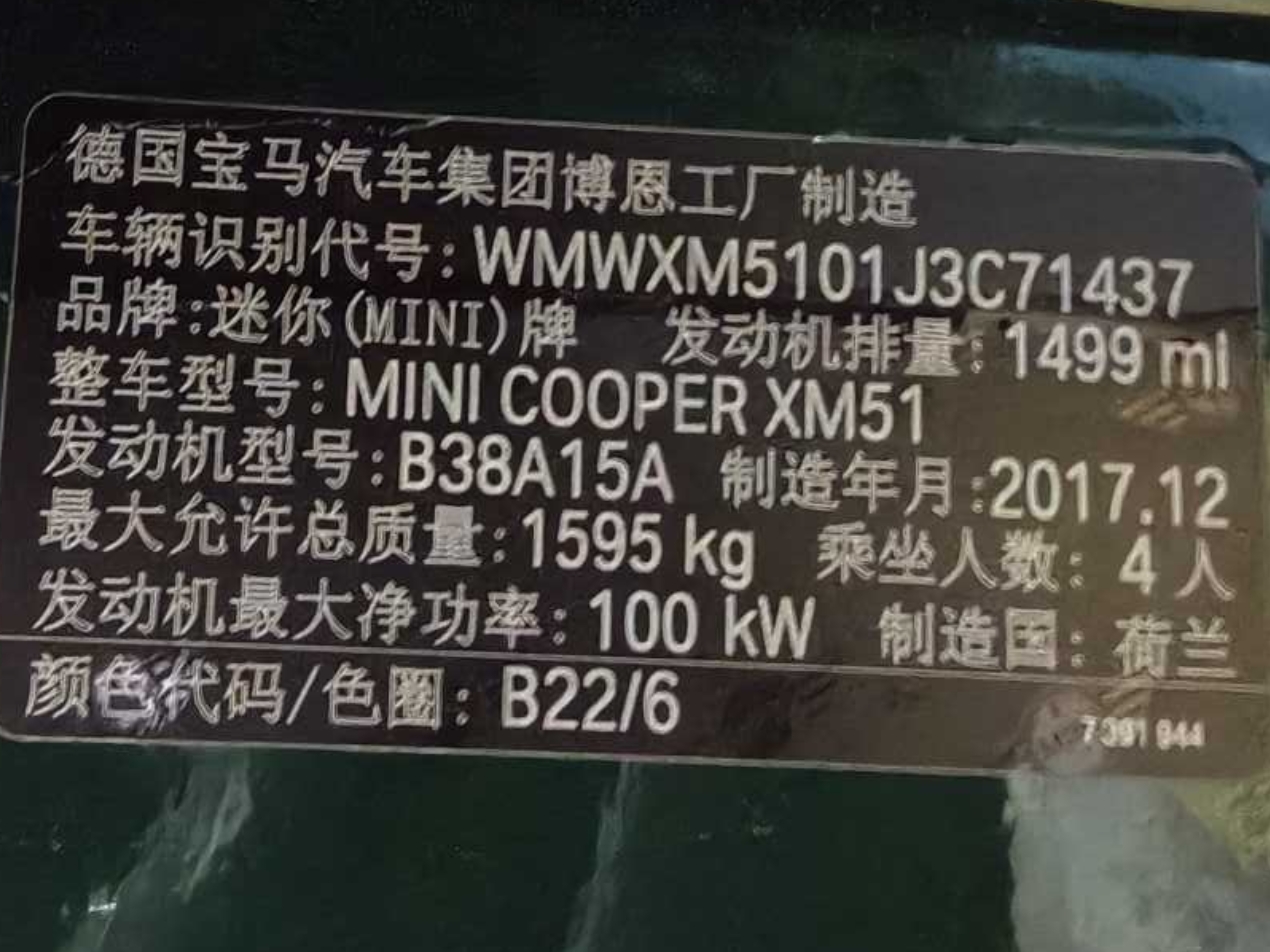 德国宝马汽车集团博恩工厂制造
车辆识别代号: WMWXM5101J3C71437
品牌:迷你(MINI)牌 发动机排量: 1499 ml
整车型号: MINI COOPER XM51
发动机型号:B38A15A 制造年月:2017.12
最大允许总质量:1595 kg 乘坐人数: 4 人
发动机最大净功率: 100 kW 制造国: 荷兰
颜色代码/色圈: B22/6
7 391 944